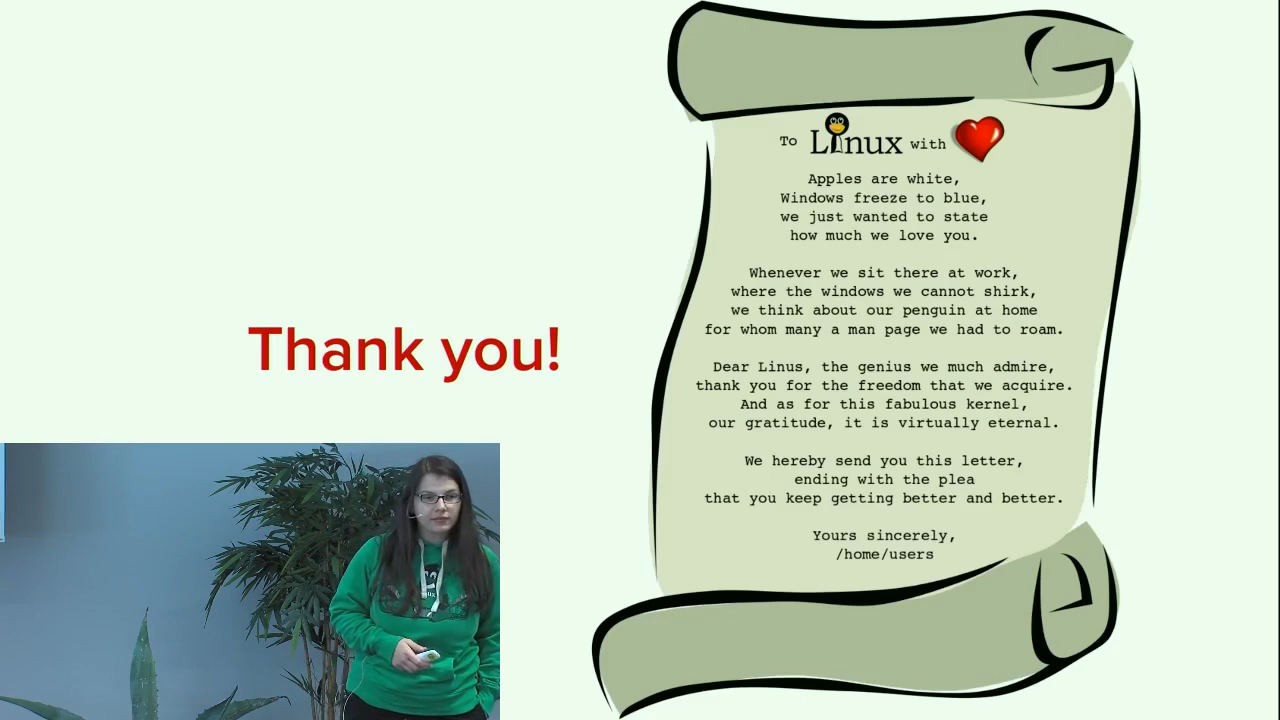 Thank you!
To Linux with
Apples are white,
Windows freeze to blue,
we just wanted to state
how much we love you.
Whenever we sit there at work,
where the windows we cannot shirk,
we think about our penguin at home
for whom many a man page we had to roam.
Dear Linus, the genius we much admire,
thank you for the freedom that we acquire.
And as for this fabulous kernel,
our gratitude, it is virtually eternal.
We hereby send you this letter,
ending with the plea
that you keep getting better and better.
Yours sincerely,
/home/users